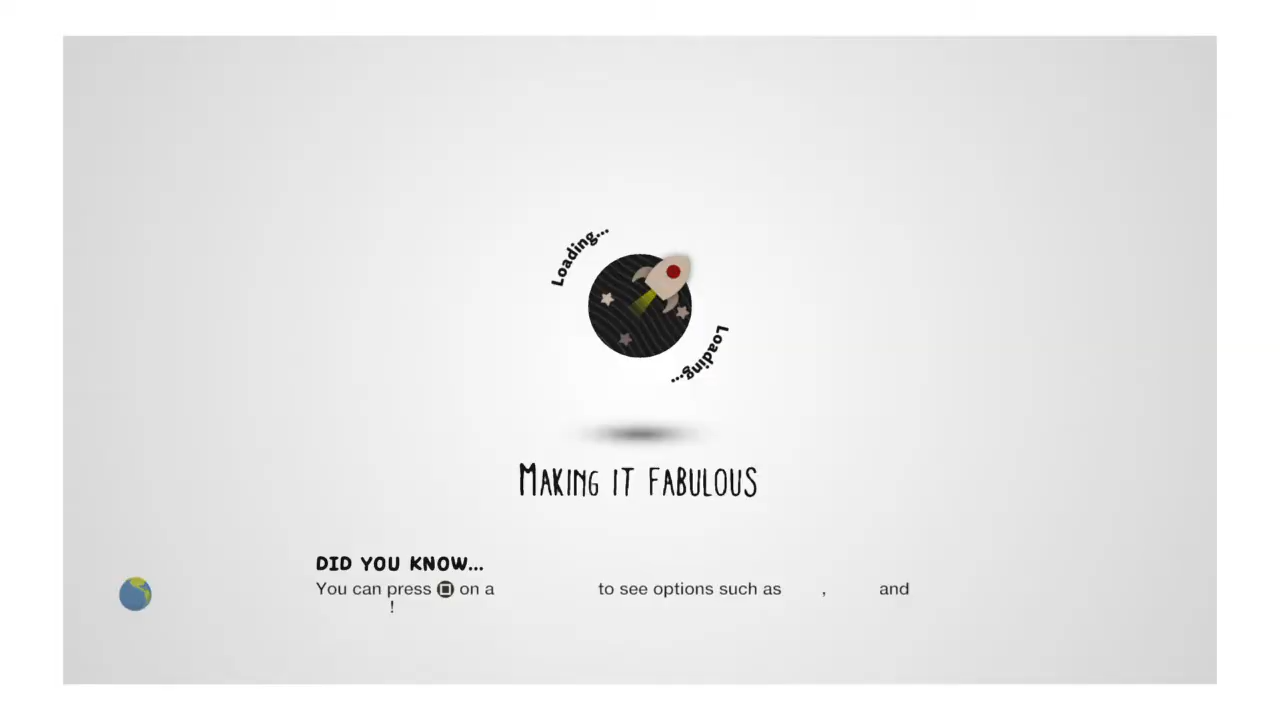 Loading...
Loading...
MAKING IT FABULOUS
DID YOU KNOW...
You can press on a to see options such as , and
!